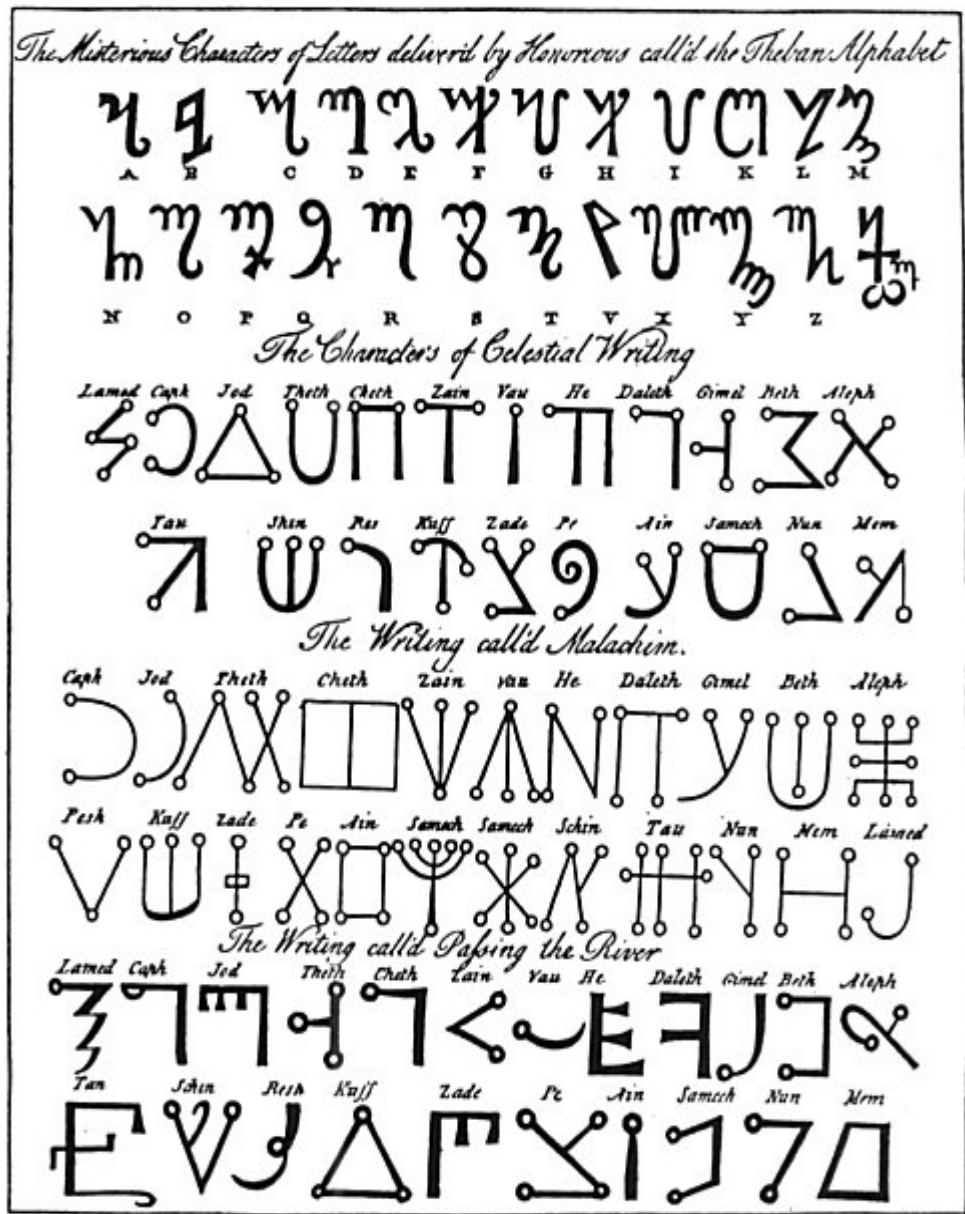 The Misterious Characters of Letters deliver'd by Honorious call'd the Theban Alphabet
A B C D E F G H I K L M
N O P Q R S T V X Y Z
The Characters of Celestial Writing
Lamed Caph Jod Theth Cheth Zain Vau He Daleth Gimel Beth Aleph
Tau Shin Res Kuff Zade Pe Ain Samech Nun Mem
The Writing call'd Malachim.
Caph Jod Theth Cheth Zain Vau He Daleth Gimel Beth Aleph
Resh Kuff Zade Pe Ain Samech Samech Schin Tau Nun Mem Lamed
The Writing call'd Passing the River
Lamed Caph Jod Theth Cheth Zain Vau He Daleth Gimel Beth Aleph
Tau Schin Resh Kuff Zade Pe Ain Samech Nun Mem